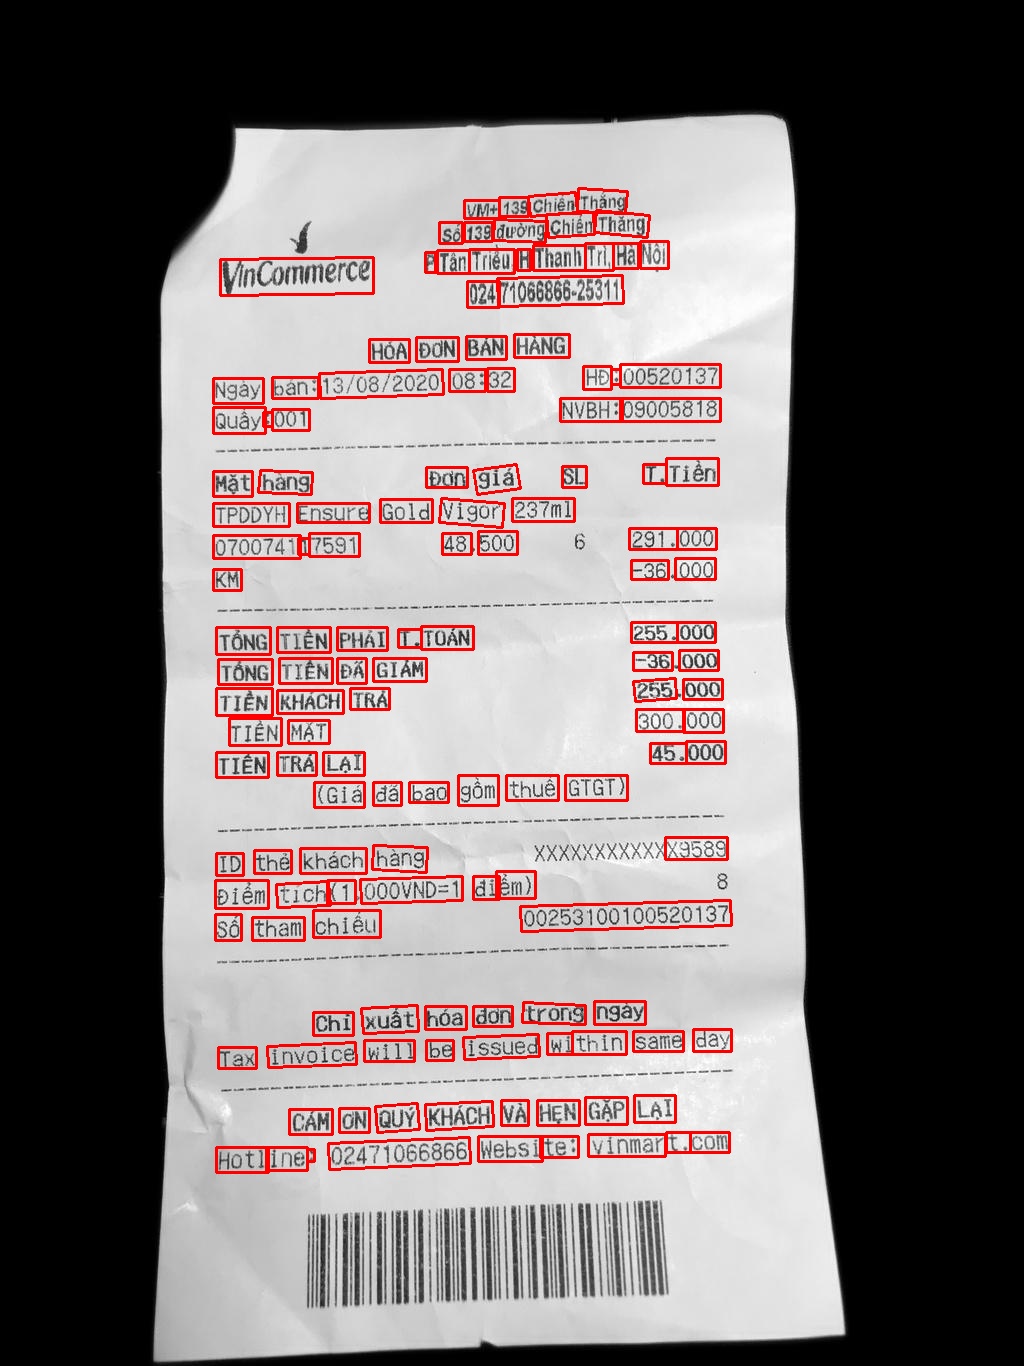 VM+ 139 Chiến Thắng
Số 139 đường Chiến Thắng
P Tân Triều H Thanh Trì, Hà Nội
VinCommerce
02471066866-25311
HÓA ĐƠN BÁN HÀNG
Ngày bán:13/08/2020 08:32 HĐ:00520137
Quầy:001 NVBH:09005818
Mặt hàng Đơn giá SL T.Tiền
TPDDYH Ensure Gold Vigor 237ml
070074117591 48.500 6 291.000
KM -36.000
TỔNG TIỀN PHẢI T.TOÁN 255.000
TỔNG TIỀN ĐÃ GIẢM -36.000
TIỀN KHÁCH TRẢ 255.000
TIỀN MẶT 300.000
TIỀN TRẢ LẠI 45.000
(Giá đã bao gồm thuế GTGT)
ID thẻ khách hàng XXXXXXXXXXXX9589
Điểm tích(1.000VND=1 điểm) 8
Số tham chiếu 00253100100520137
Chỉ xuất hóa đơn trong ngày
Tax invoice will be issued within same day
CẢM ƠN QUÝ KHÁCH VÀ HẸN GẶP LẠI
Hotline: 02471066866 Website: vinmart.com